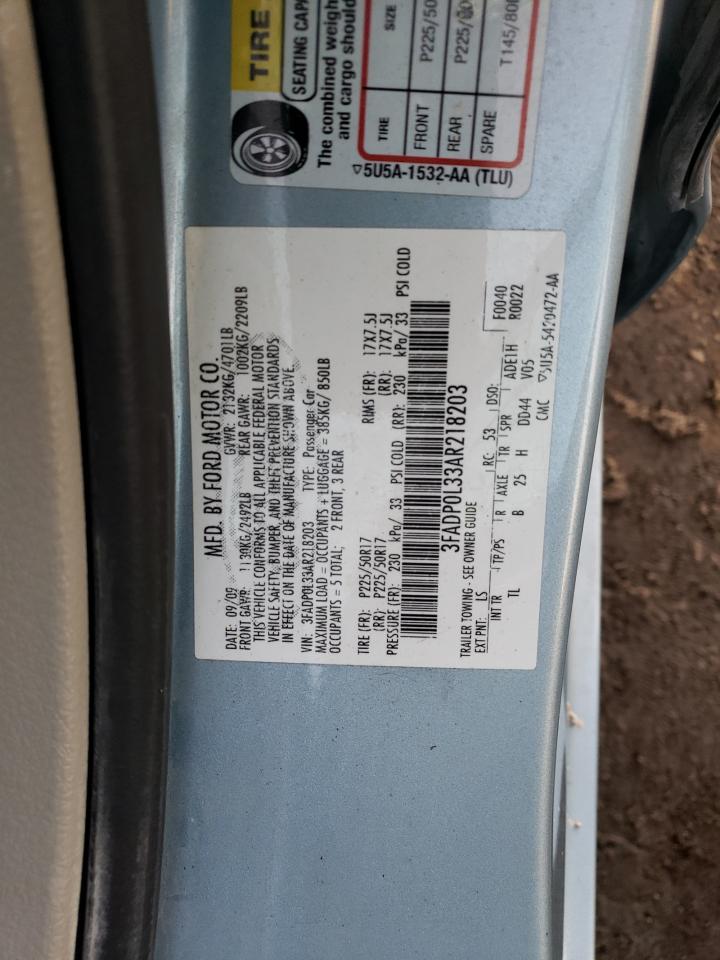 MFD. BY FORD MOTOR CO.
DATE: 09/09 GVWR: 2132KG/4701LB
FRONT GAWR: 1130KG/2492LB REAR GAWR: 1002KG/2209LB
THIS VEHICLE CONFORMS TO ALL APPLICABLE FEDERAL MOTOR
VEHICLE SAFETY, BUMPER, AND THEFT PREVENTION STANDARDS
IN EFFECT ON THE DATE OF MANUFACTURE SHOWN ABOVE.
VIN: 3FADP0L33AR218203 TYPE: Passenger Car
MAXIMUM LOAD = OCCUPANTS + LUGGAGE = 385KG/ 850LB
OCCUPANTS = 5 TOTAL: 2 FRONT, 3 REAR
TIRE (FR): P225/50R17 RIMS (FR): 17X7.5J
(RR): P225/50R17 (RR): 17X7.5J
PRESSURE (FR): 230 kPa/ 33 PSI COLD (RR): 230 kPa/ 33 PSI COLD
3FADP0L33AR218203
TRAILER TOWING - SEE OWNER GUIDE
EXT PNT: LS RC: 53 DSO: F0040
INT TR TP/PS R AXLE TR SPR ADE1H R0022
TL B 25 H DD44 V05
CMC ▽5U5A-5420472-AA
TIRE
SEATING CAP
The combined weigh
and cargo should
TIRE SIZE
FRONT P225/50
REAR P225/
SPARE T145/80
▽5U5A-1532-AA (TLU)